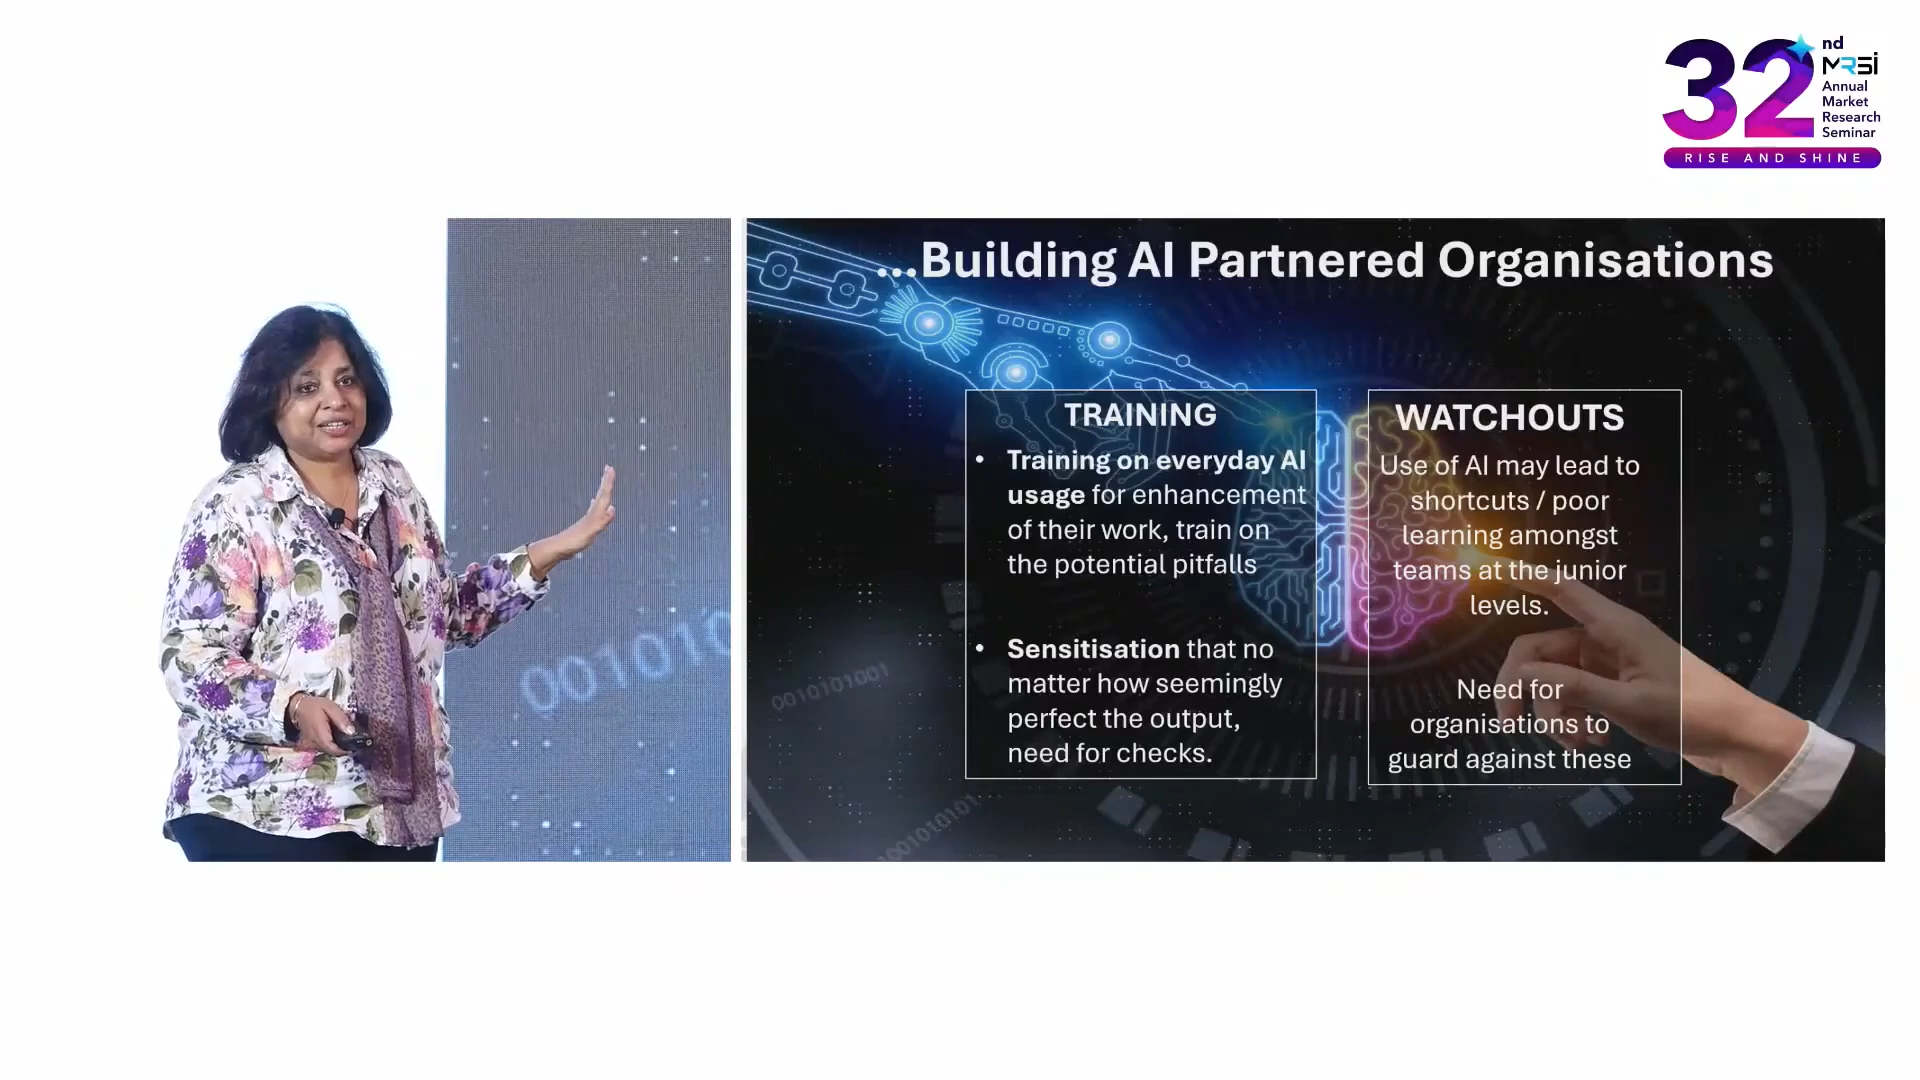 32nd
MRSI
Annual
Market
Research
Seminar
RISE AND SHINE
...Building AI Partnered Organisations
TRAINING
• Training on everyday AI
usage for enhancement
of their work, train on
the potential pitfalls
• Sensitisation that no
matter how seemingly
perfect the output,
need for checks.
WATCHOUTS
Use of AI may lead to
shortcuts / poor
learning amongst
teams at the junior
levels.
Need for
organisations to
guard against these
001010
0010101001
001010101